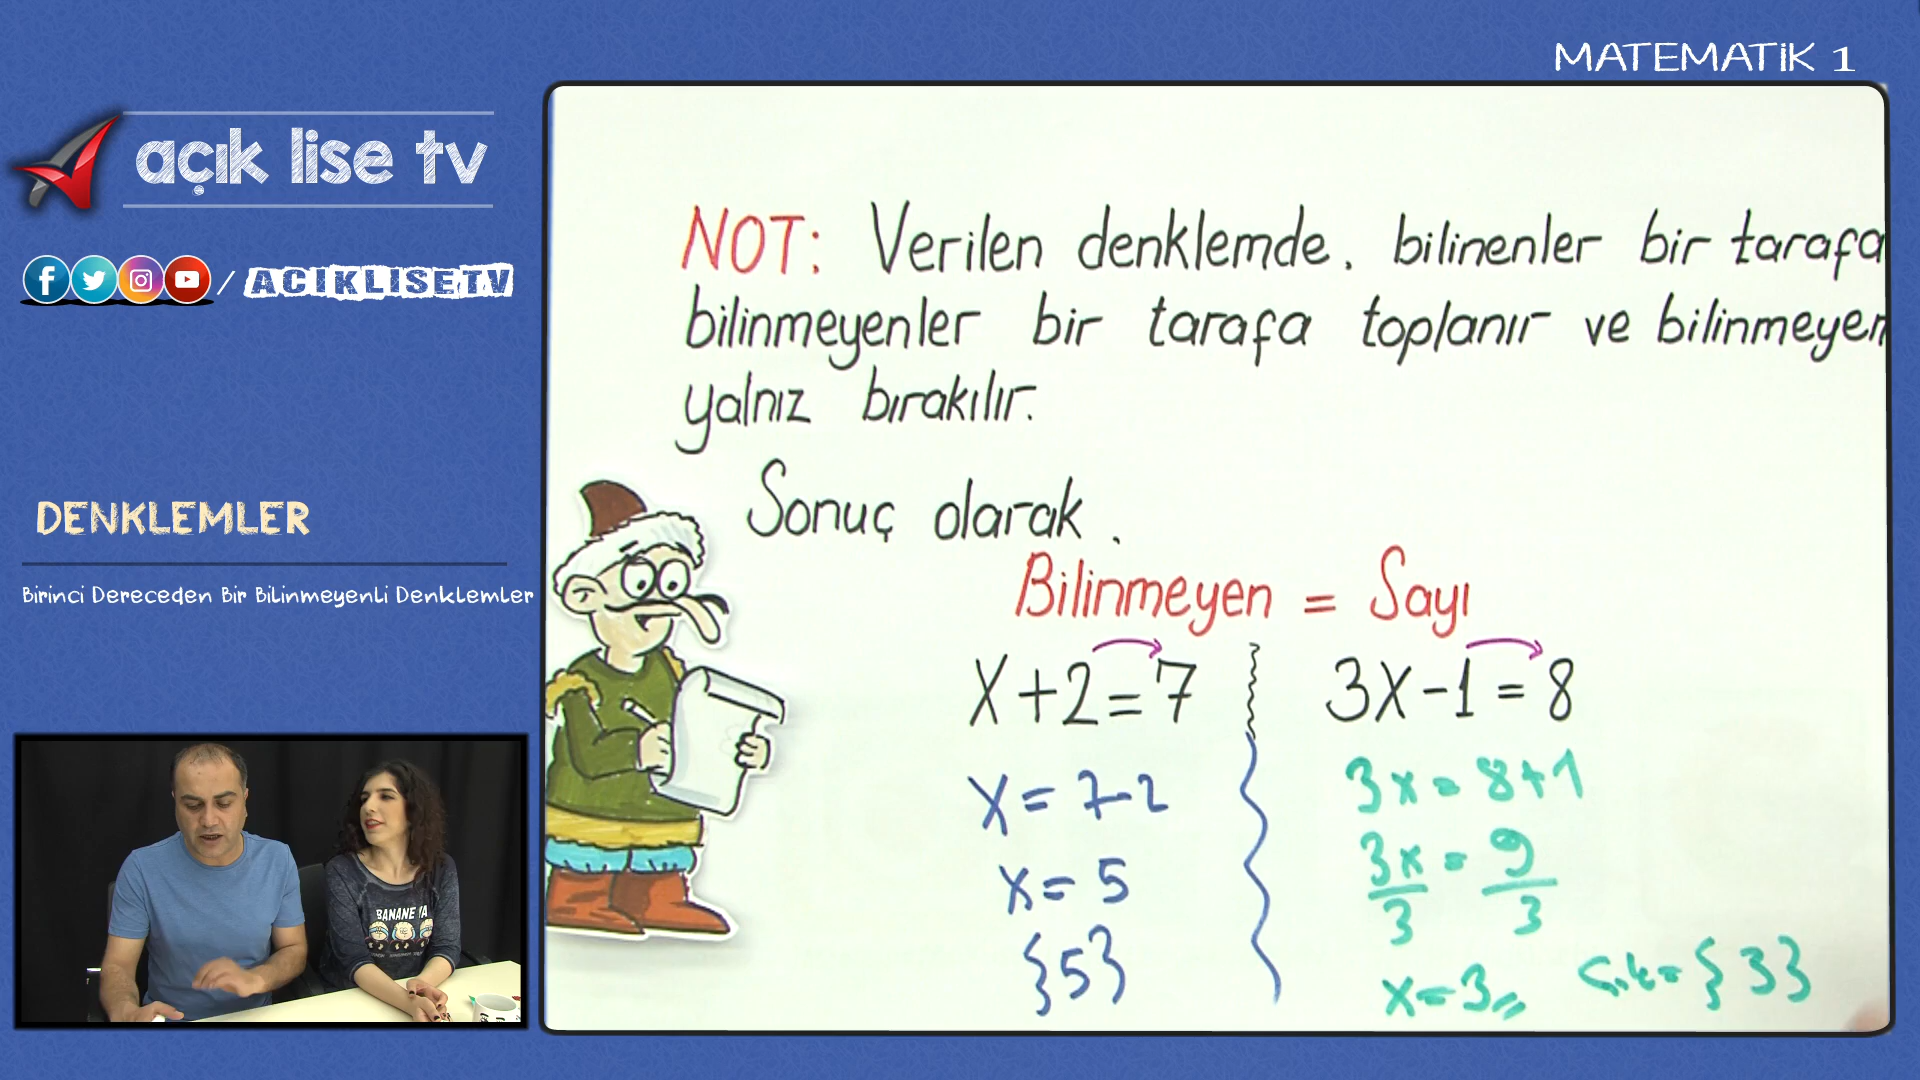 MATEMATİK 1
açık lise tv
/ ACIKLISETV
DENKLEMLER
Birinci Dereceden Bir Bilinmeyenli Denklemler
NOT: Verilen denklemde, bilinenler bir tarafa
bilinmeyenler bir tarafa toplanır ve bilinmeyen
yalnız bırakılır.
Sonuç olarak,
Bilinmeyen = Sayı
X+2=7
x=7-2
x=5
{5}
3X-1=8
3x=8+1
3x/3=9/3
x=3
Ç.k={3}
BANANE YA